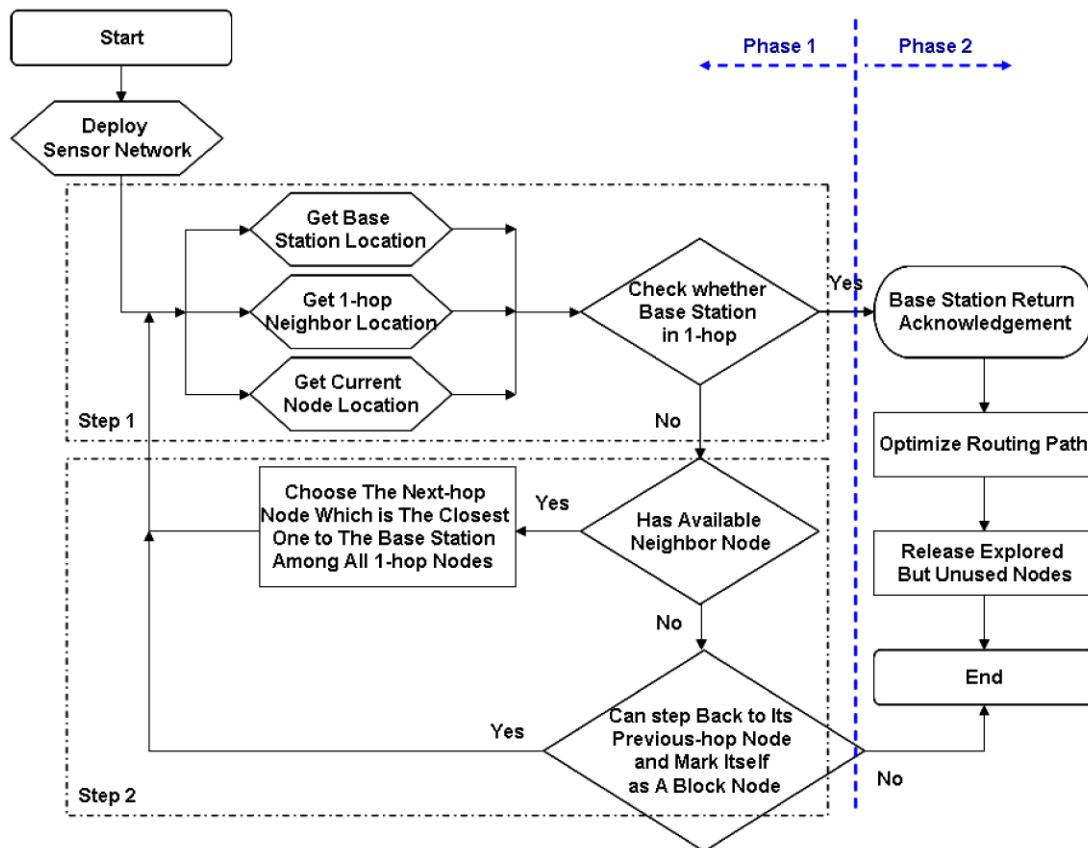 Start
Phase 1
Phase 2
Deploy
Sensor Network
Get Base
Station Location
Get 1-hop
Neighbor Location
Get Current
Node Location
Step 1
Check whether
Base Station
in 1-hop
Yes
No
Base Station Return
Acknowledgement
Optimize Routing Path
Release Explored
But Unused Nodes
End
Choose The Next-hop
Node Which is The Closest
One to The Base Station
Among All 1-hop Nodes
Yes
Has Available
Neighbor Node
No
Can step Back to Its
Previous-hop Node
and Mark Itself
as A Block Node
Yes
No
Step 2